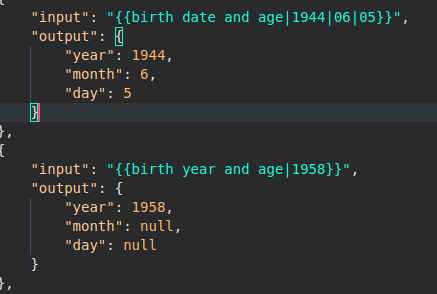 "input": "{{birth date and age|1944|06|05}}",
"output": {
"year": 1944,
"month": 6,
"day": 5
}
},
{
"input": "{{birth year and age|1958}}",
"output": {
"year": 1958,
"month": null,
"day": null
}
},